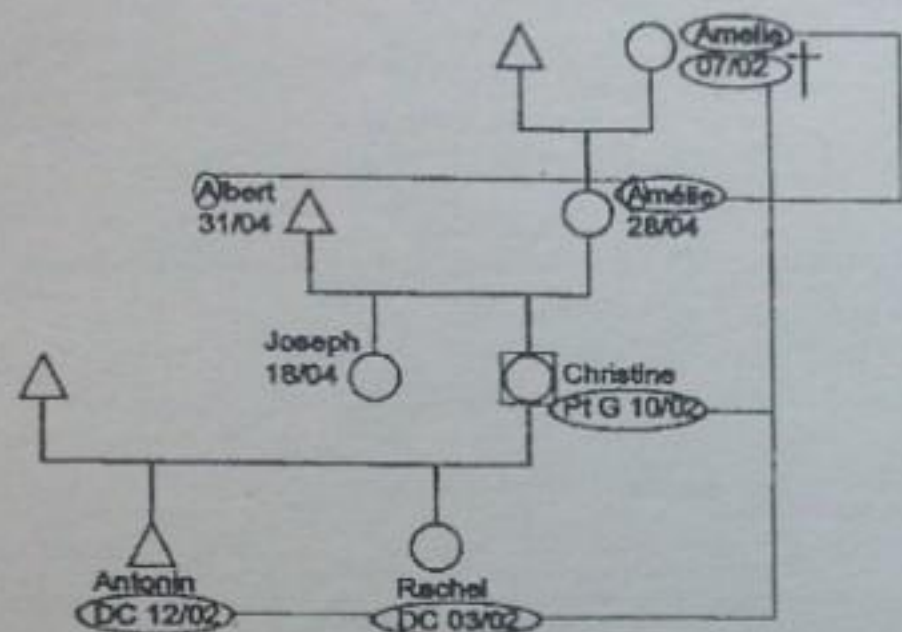 Amelie
07/02
Albert
31/04
Amélie
28/04
Joseph
18/04
Christine
Pt G 10/02
Antonin
DC 12/02
Rachel
DC 03/02